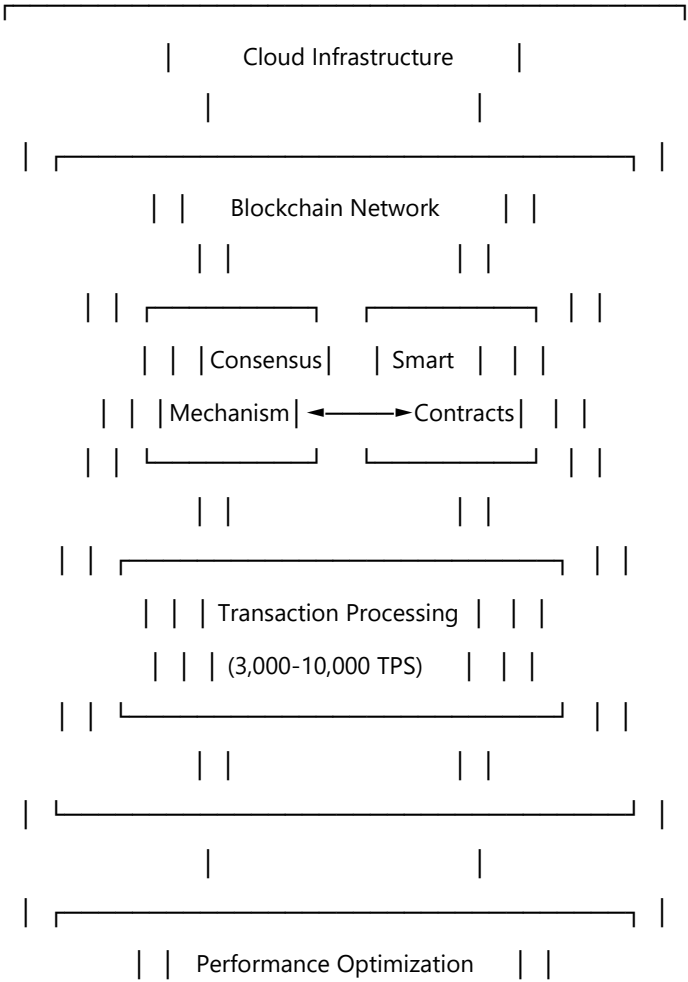 Cloud Infrastructure
Blockchain Network
Consensus Smart
Mechanism Contracts
Transaction Processing
(3,000-10,000 TPS)
Performance Optimization